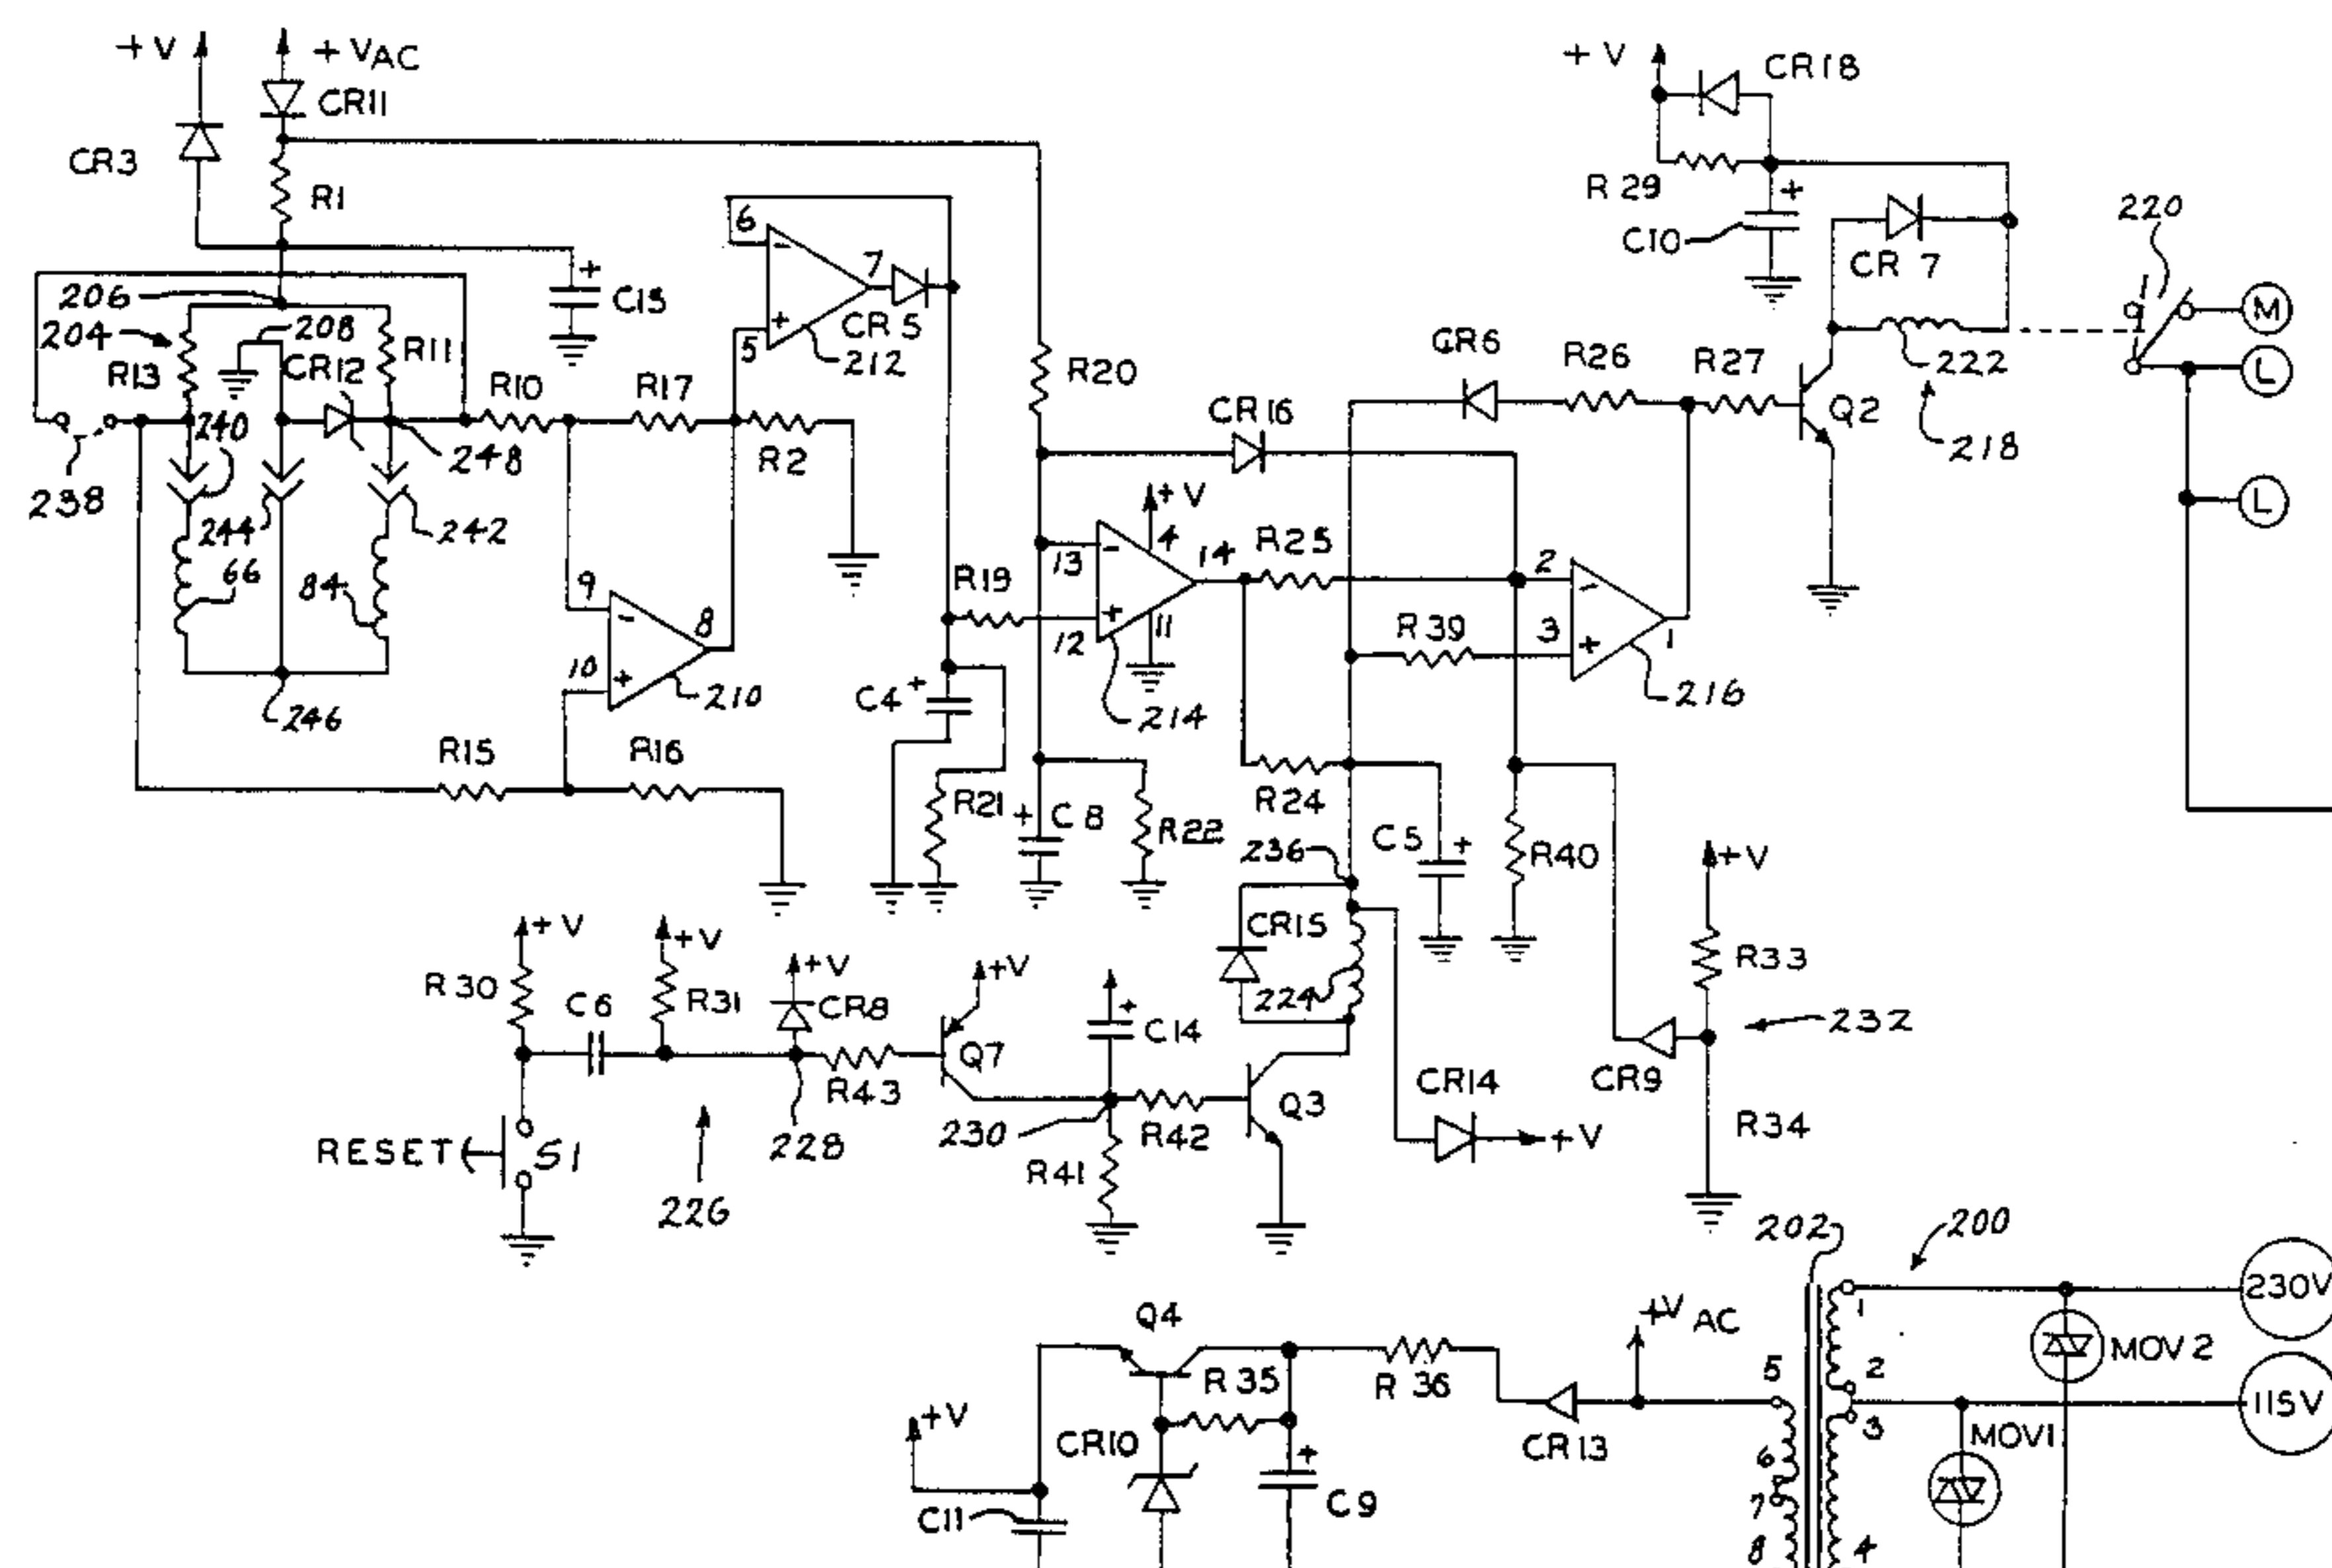 +V
+VAC
CR11
CR3
R1
+
C15
206
204
208
R13
CR12
R11
R10
R17
R2
240
248
238
244
242
66
84
246
6
-
7
+
5
CR5
212
9
-
8
10
+
210
R15
R16
R20
CR16
+V
4
13
-
14
12
+
11
R19
R25
214
C4
+
R21
+
C8
R22
R24
R39
2
-
3
+
1
216
CR6
R26
R27
Q2
+V
CR18
R29
+
C10
CR7
222
218
220
M
L
L
236
C5
+
R40
CR15
224
+V
R33
232
CR9
R34
CR14
+V
+V
R30
C6
+V
R31
+V
CR8
R43
228
+V
Q7
+
C14
230
R42
R41
Q3
RESET
S1
226
202
200
230V
1
MOV2
2
115V
3
MOV1
4
5
6
7
8
+VAC
Q4
R35
R36
CR13
CR10
+
C9
+V
C11